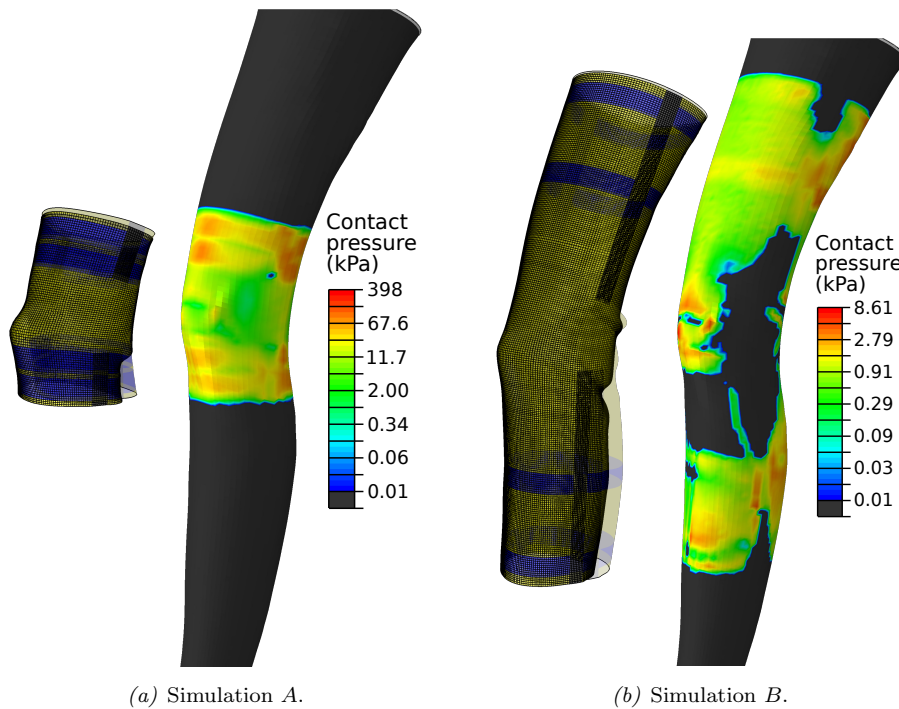 Contact
pressure
(kPa)
398
67.6
11.7
2.00
0.34
0.06
0.01
Contact
pressure
(kPa)
8.61
2.79
0.91
0.29
0.09
0.03
0.01
(a) Simulation A.
(b) Simulation B.